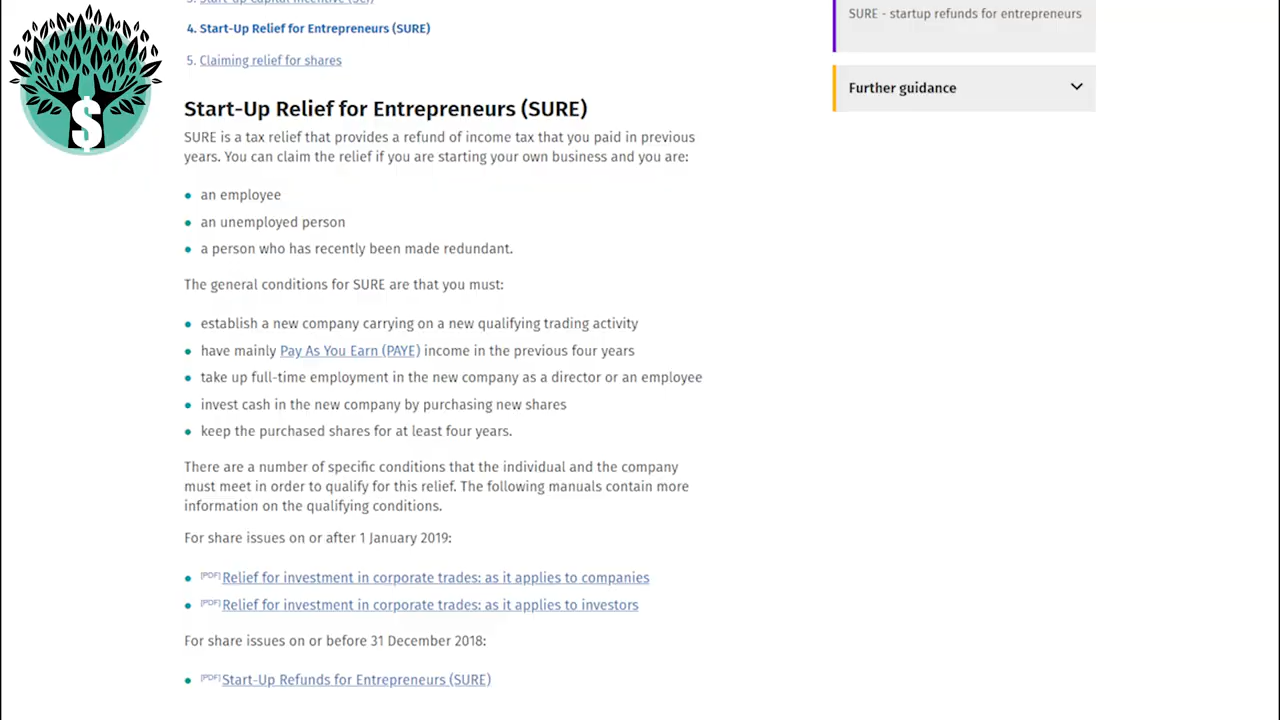 4. Start-Up Relief for Entrepreneurs (SURE)
5. Claiming relief for shares
Start-Up Relief for Entrepreneurs (SURE)
SURE is a tax relief that provides a refund of income tax that you paid in previous
years. You can claim the relief if you are starting your own business and you are:
an employee
an unemployed person
a person who has recently been made redundant.
The general conditions for SURE are that you must:
establish a new company carrying on a new qualifying trading activity
have mainly Pay As You Earn (PAYE) income in the previous four years
take up full-time employment in the new company as a director or an employee
invest cash in the new company by purchasing new shares
keep the purchased shares for at least four years.
There are a number of specific conditions that the individual and the company
must meet in order to qualify for this relief. The following manuals contain more
information on the qualifying conditions.
For share issues on or after 1 January 2019:
[PDF] Relief for investment in corporate trades: as it applies to companies
[PDF] Relief for investment in corporate trades: as it applies to investors
For share issues on or before 31 December 2018:
[PDF] Start-Up Refunds for Entrepreneurs (SURE)
SURE - startup refunds for entrepreneurs
Further guidance
$